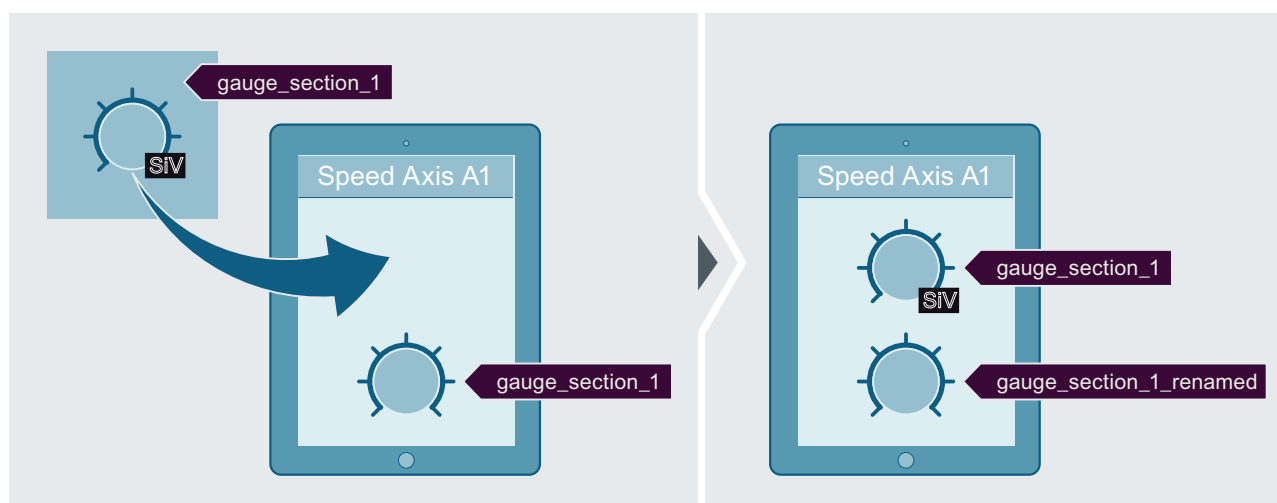 gauge_section_1
SiV
Speed Axis A1
gauge_section_1
Speed Axis A1
gauge_section_1
SiV
gauge_section_1_renamed